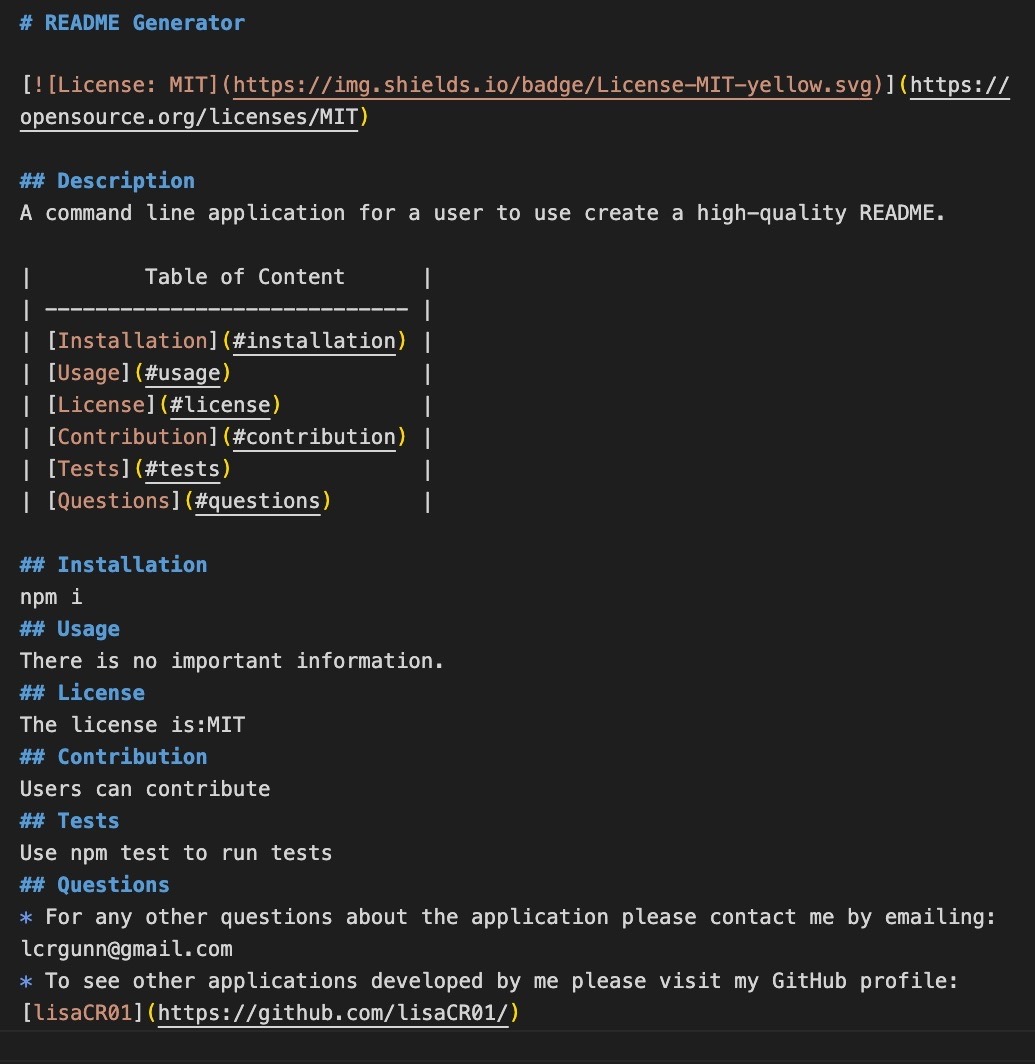 # README Generator
[![License: MIT](https://img.shields.io/badge/License-MIT-yellow.svg)](https://
opensource.org/licenses/MIT)
## Description
A command line application for a user to use create a high-quality README.
|         Table of Content      |
| ----------------------------- |
| [Installation](#installation) |
| [Usage](#usage)               |
| [License](#license)           |
| [Contribution](#contribution) |
| [Tests](#tests)               |
| [Questions](#questions)       |
## Installation
npm i
## Usage
There is no important information.
## License
The license is:MIT
## Contribution
Users can contribute
## Tests
Use npm test to run tests
## Questions
* For any other questions about the application please contact me by emailing:
lcrgunn@gmail.com
* To see other applications developed by me please visit my GitHub profile:
[lisaCR01](https://github.com/lisaCR01/)